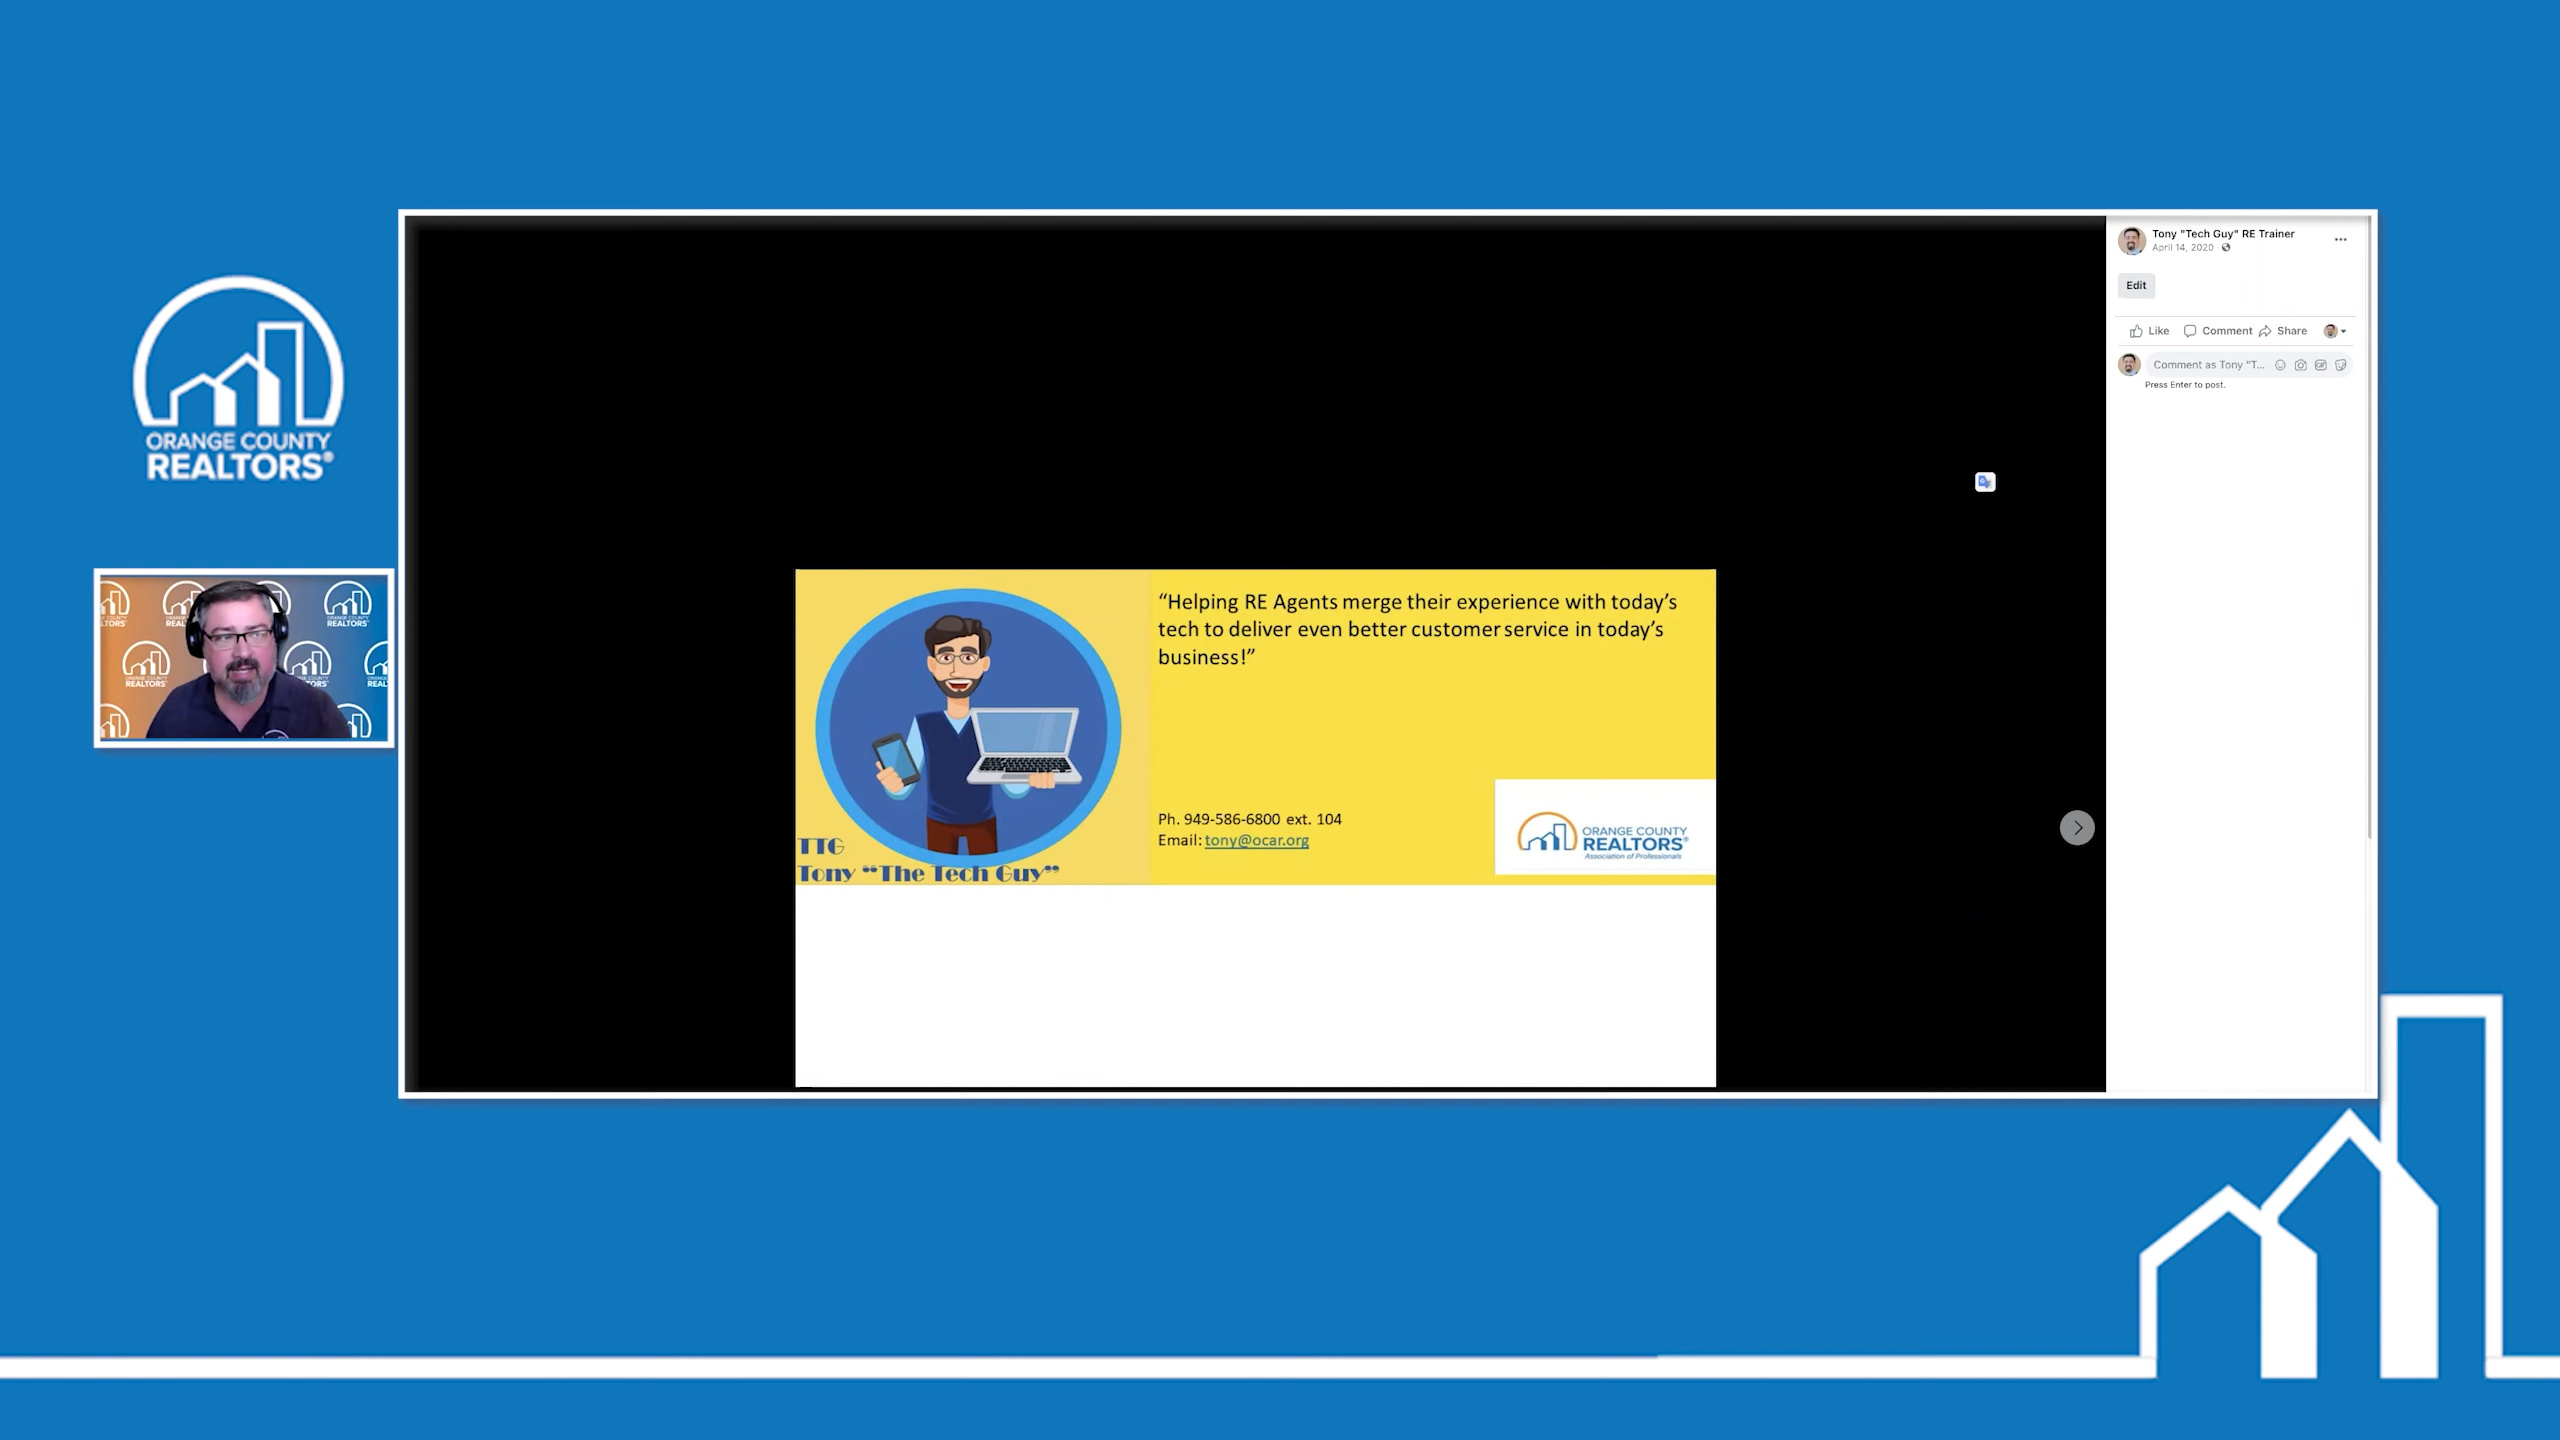 ORANGE COUNTY
REALTORS®
REALTORS®
REALTORS®
Tony "Tech Guy" RE Trainer
April 14, 2020
Edit
Like Comment Share
Comment as Tony "T...
Press Enter to post.
“Helping RE Agents merge their experience with today’s
tech to deliver even better customer service in today’s
business!”
Ph. 949-586-6800 ext. 104
Email: tony@ocar.org
TTG
Tony “The Tech Guy”
ORANGE COUNTY
REALTORS®
Association of Professionals